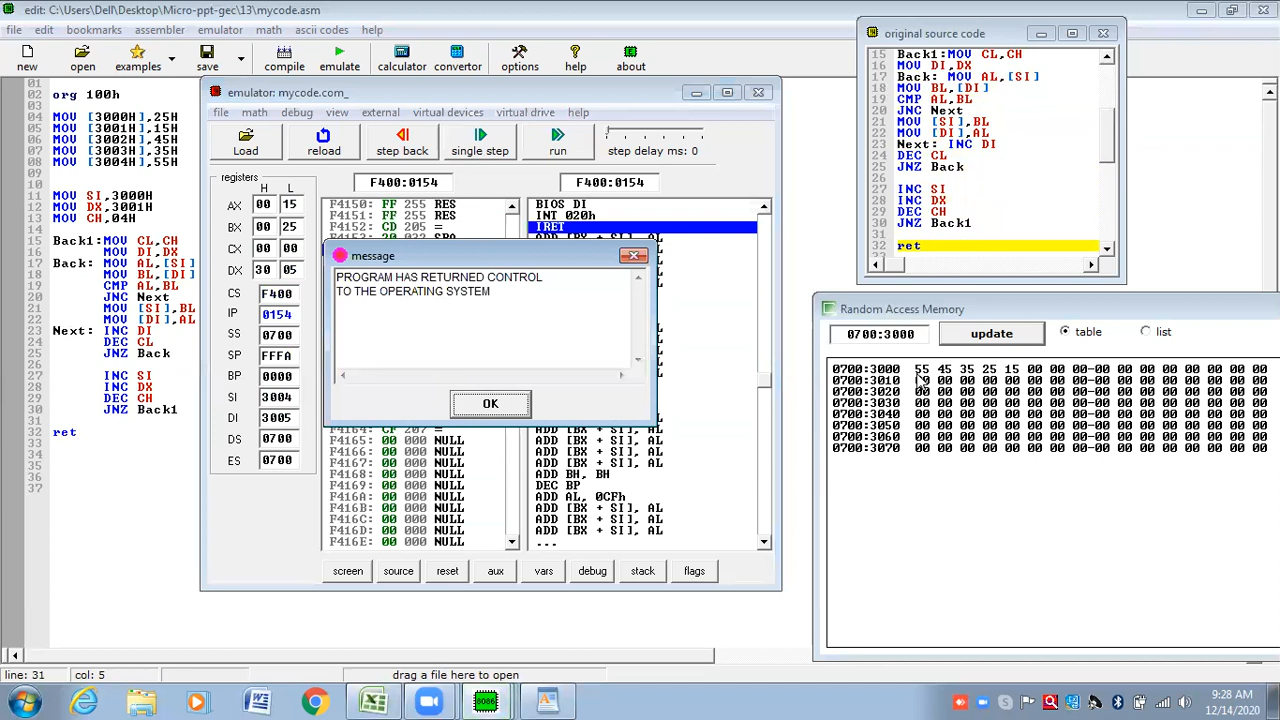 edit: C:\Users\Dell\Desktop\Micro-ppt-gec\13\mycode.asm
file edit bookmarks assembler emulator math ascii codes help
new open examples save compile emulate calculator convertor options help about
01
02 org 100h
03
04 MOV [3000H],25H
05 MOV [3001H],15H
06 MOV [3002H],45H
07 MOV [3003H],35H
08 MOV [3004H],55H
09
10
11 MOV SI,3000H
12 MOV DX,3001H
13 MOV CH,04H
14
15 Back1:MOV CL,CH
16 MOV DI,DX
17 Back: MOV AL,[SI]
18 MOV BL,[DI]
19 CMP AL,BL
20 JNC Next
21 MOV [SI],BL
22 MOV [DI],AL
23 Next: INC DI
24 DEC CL
25 JNZ Back
26
27 INC SI
28 INC DX
29 DEC CH
30 JNZ Back1
31
32 ret
33
34
35
36
37
emulator: mycode.com_
file math debug view external virtual devices virtual drive help
Load reload step back single step run step delay ms: 0
registers
H L
AX 00 15
BX 00 25
CX 00 00
DX 30 05
CS F400
IP 0154
SS 0700
SP FFFA
BP 0000
SI 3004
DI 3005
DS 0700
ES 0700
F400:0154 F400:0154
F4150: FF 255 RES
F4151: FF 255 RES
F4152: CD 205 =
F4165: 00 000 NULL
F4166: 00 000 NULL
F4167: 00 000 NULL
F4168: 00 000 NULL
F4169: 00 000 NULL
F416A: 00 000 NULL
F416B: 00 000 NULL
F416C: 00 000 NULL
F416D: 00 000 NULL
F416E: 00 000 NULL
BIOS DI
INT 020h
IRET
ADD [BX + SI], AL
ADD [BX + SI], AL
ADD [BX + SI], AL
ADD [BX + SI], AL
ADD BH, BH
DEC BP
ADD AL, 0CFh
ADD [BX + SI], AL
ADD [BX + SI], AL
ADD [BX + SI], AL
...
message
PROGRAM HAS RETURNED CONTROL
TO THE OPERATING SYSTEM
OK
screen source reset aux vars debug stack flags
original source code
15 Back1:MOV CL,CH
16 MOV DI,DX
17 Back: MOV AL,[SI]
18 MOV BL,[DI]
19 CMP AL,BL
20 JNC Next
21 MOV [SI],BL
22 MOV [DI],AL
23 Next: INC DI
24 DEC CL
25 JNZ Back
26
27 INC SI
28 INC DX
29 DEC CH
30 JNZ Back1
31
32 ret
Random Access Memory
0700:3000 update table list
0700:3000 55 45 35 25 15 00 00 00-00 00 00 00 00 00 00 00
0700:3010 00 00 00 00 00 00 00 00-00 00 00 00 00 00 00 00
0700:3020 00 00 00 00 00 00 00 00-00 00 00 00 00 00 00 00
0700:3030 00 00 00 00 00 00 00 00-00 00 00 00 00 00 00 00
0700:3040 00 00 00 00 00 00 00 00-00 00 00 00 00 00 00 00
0700:3050 00 00 00 00 00 00 00 00-00 00 00 00 00 00 00 00
0700:3060 00 00 00 00 00 00 00 00-00 00 00 00 00 00 00 00
0700:3070 00 00 00 00 00 00 00 00-00 00 00 00 00 00 00 00
line: 31 col: 5 drag a file here to open
9:28 AM
12/14/2020